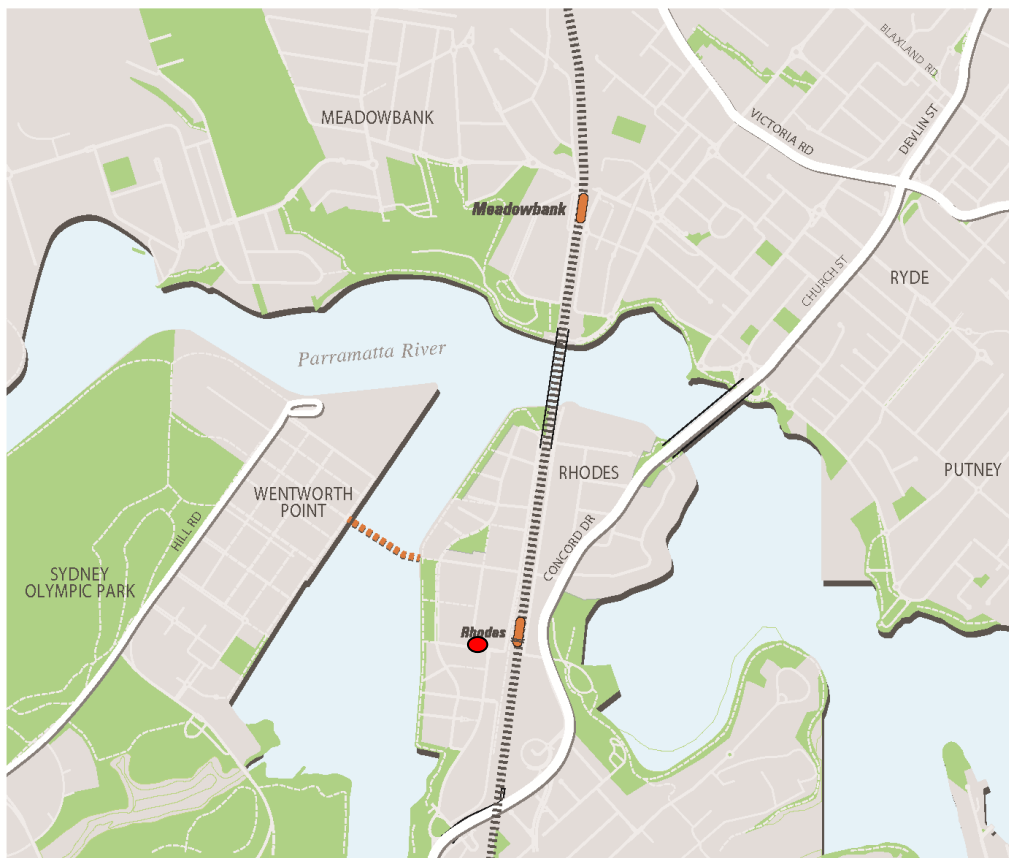 BLAXLAND RD
MEADOWBANK
VICTORIA RD
DEVLIN ST
Meadowbank
CHURCH ST
RYDE
Parramatta River
RHODES
PUTNEY
WENTWORTH
POINT
HILL RD
CONCORD DR
SYDNEY
OLYMPIC PARK
Rhodes